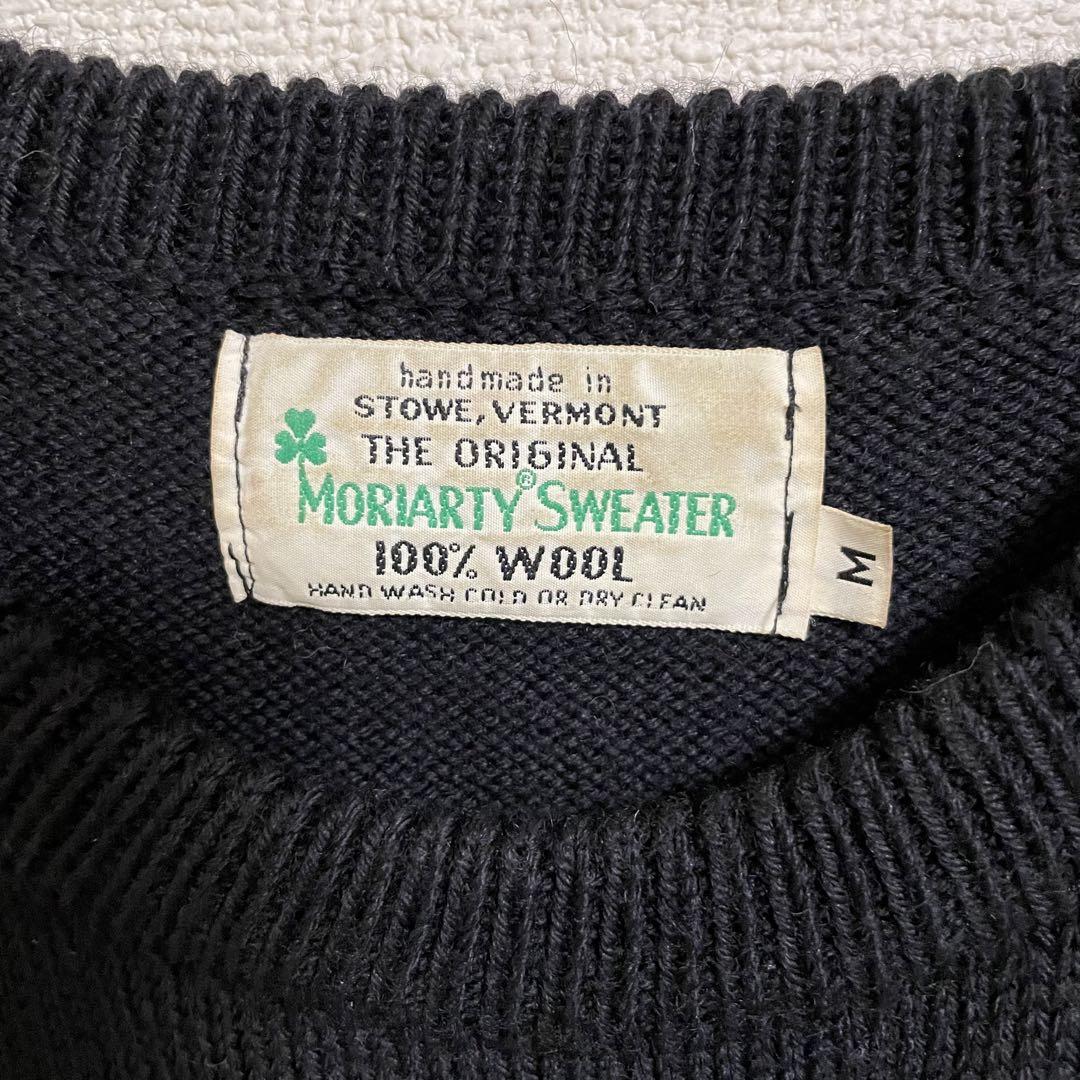 handmade in
STOWE, VERMONT
THE ORIGINAL
MORIARTY® SWEATER
100% WOOL
HAND WASH COLD OR DRY CLEAN
M